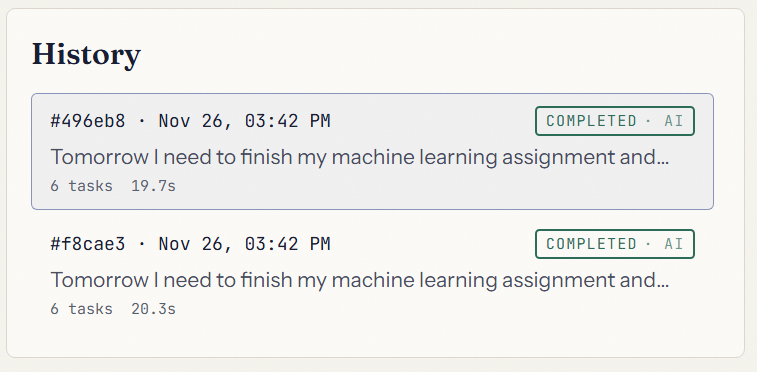 History
#496eb8 · Nov 26, 03:42 PM COMPLETED · AI
Tomorrow I need to finish my machine learning assignment and...
6 tasks 19.7s
#f8cae3 · Nov 26, 03:42 PM COMPLETED · AI
Tomorrow I need to finish my machine learning assignment and...
6 tasks 20.3s